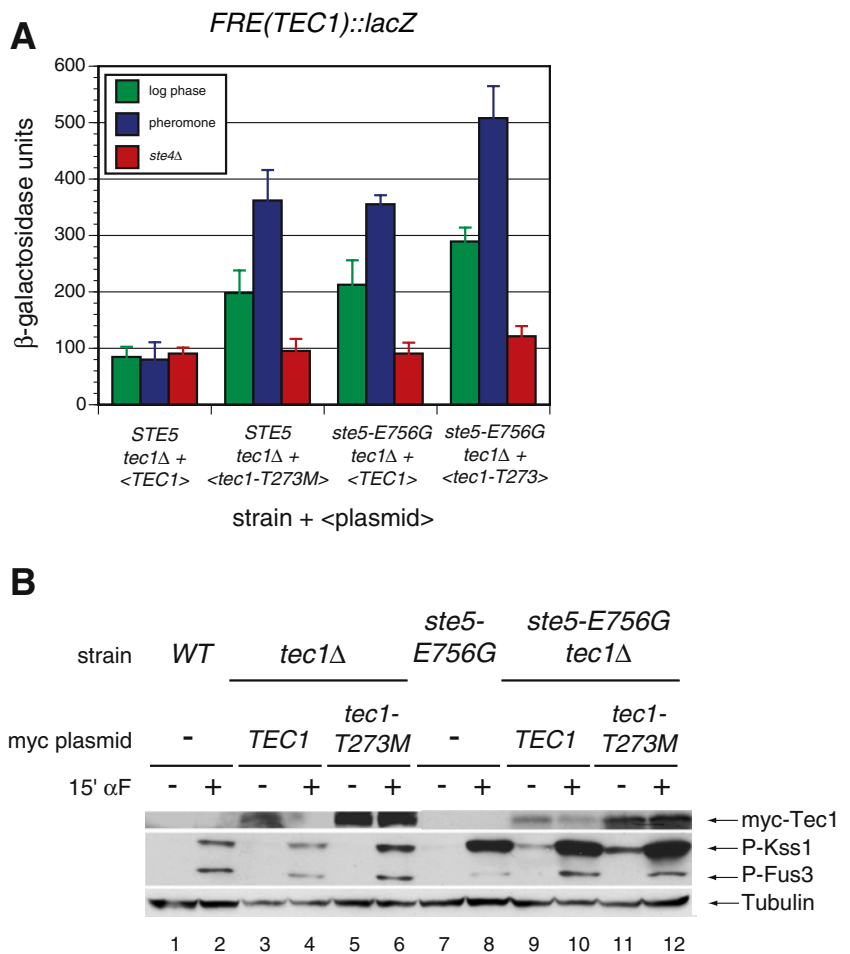 A
FRE(TEC1)::lacZ
β-galactosidase units
600
500
400
300
200
100
0
log phase
pheromone
ste4Δ
STE5
tec1Δ +
<TEC1>
STE5
tec1Δ +
<tec1-T273M>
ste5-E756G
tec1Δ +
<TEC1>
ste5-E756G
tec1Δ +
<tec1-T273>
strain + <plasmid>
B
strain WT tec1Δ ste5-E756G ste5-E756G tec1Δ
myc plasmid - TEC1 tec1-T273M - TEC1 tec1-T273M
15' αF - + - + - + - + - + - +
myc-Tec1
P-Kss1
P-Fus3
Tubulin
1 2 3 4 5 6 7 8 9 10 11 12